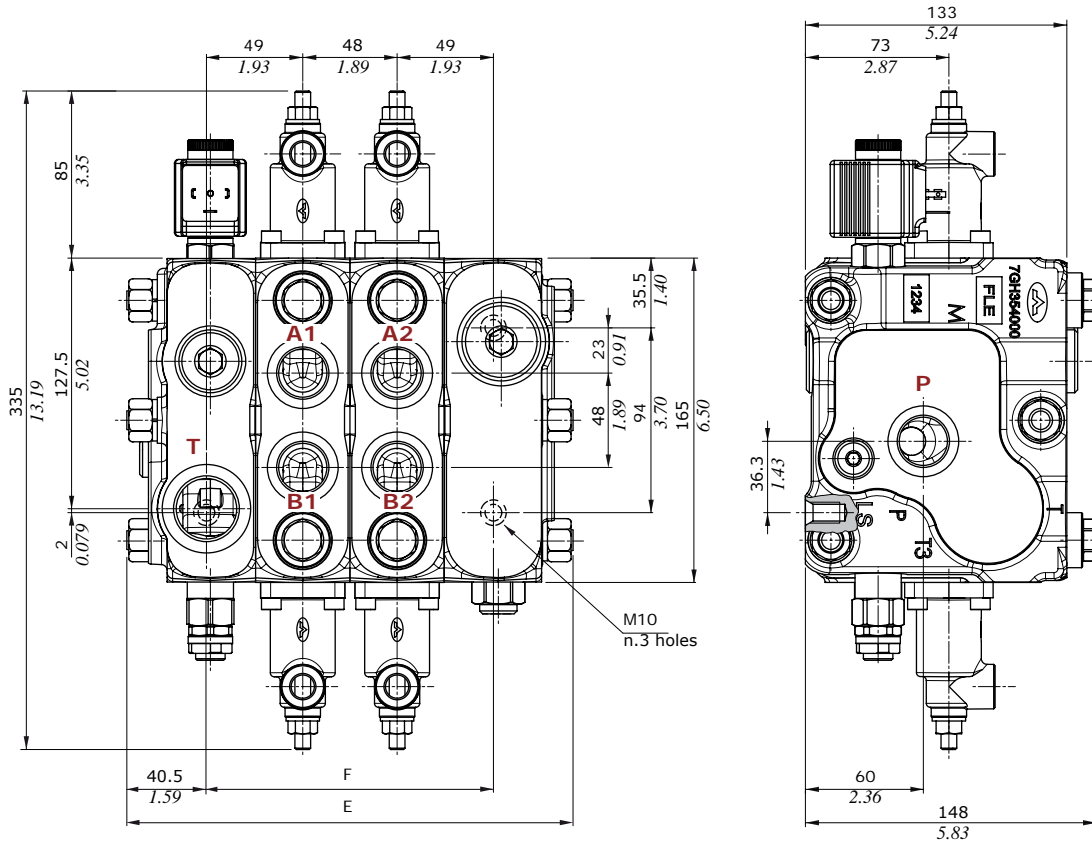 49
1.93
48
1.89
49
1.93
133
5.24
73
2.87
85
3.35
335
13.19
127.5
5.02
2
0.079
A1
A2
T
B1
B2
35.5
1.40
23
0.91
48
1.89
94
3.70
165
6.50
M10
n.3 holes
40.5
1.59
F
E
7GH354000
FLE
1234
M
P
36.3
1.43
LS
P
T3
T
60
2.36
148
5.83